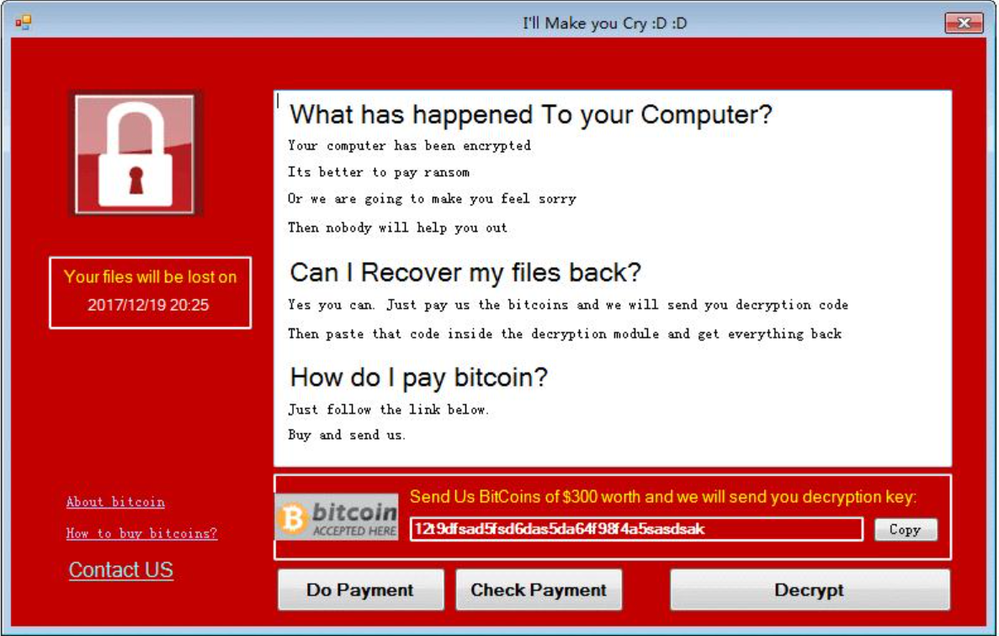 I'll Make you Cry :D :D
What has happened To your Computer?
Your computer has been encrypted
Its better to pay ransom
Or we are going to make you feel sorry
Then nobody will help you out
Your files will be lost on
2017/12/19 20:25
Can I Recover my files back?
Yes you can. Just pay us the bitcoins and we will send you decryption code
Then paste that code inside the decryption module and get everything back
How do I pay bitcoin?
Just follow the link below.
Buy and send us.
About bitcoin
How to buy bitcoins?
Contact US
bitcoin
ACCEPTED HERE
Send Us BitCoins of $300 worth and we will send you decryption key:
12t9dfsad5fsd6das5da64f98f4a5sasdsak
Copy
Do Payment
Check Payment
Decrypt